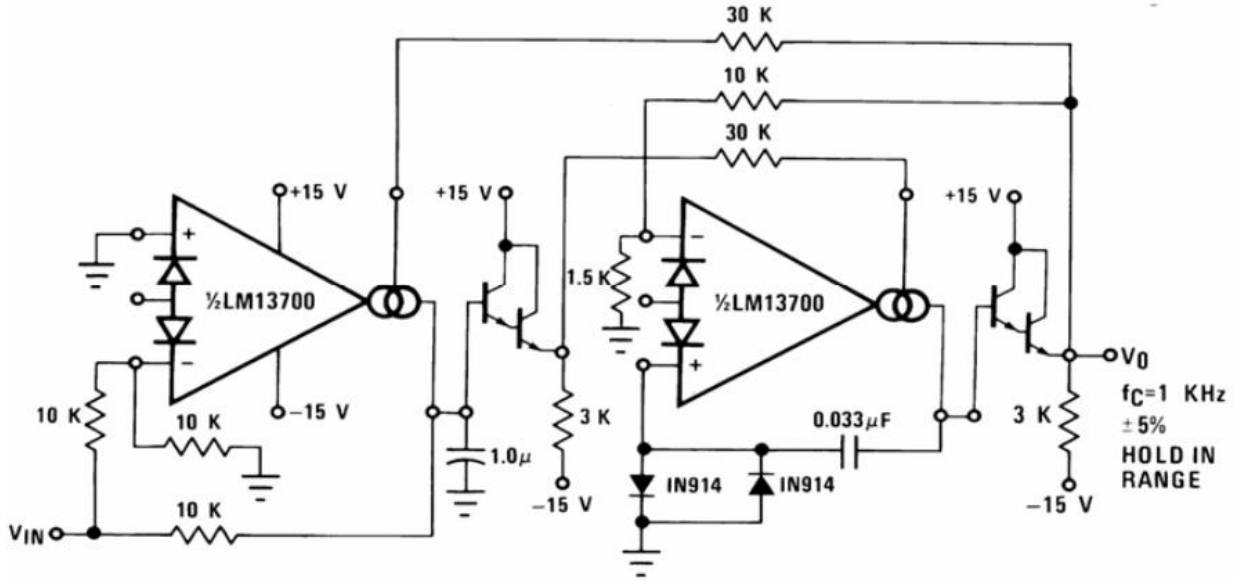 30 K
10 K
30 K
+15 V
+15 V
+15 V
+
−
1.5 K
½LM13700
½LM13700
−
+
VO
−15 V
10 K
10 K
3 K
0.033µF
3 K
fC=1 KHz
±5%
HOLD IN
RANGE
1.0µ
IN914
IN914
−15 V
−15 V
10 K
VIN